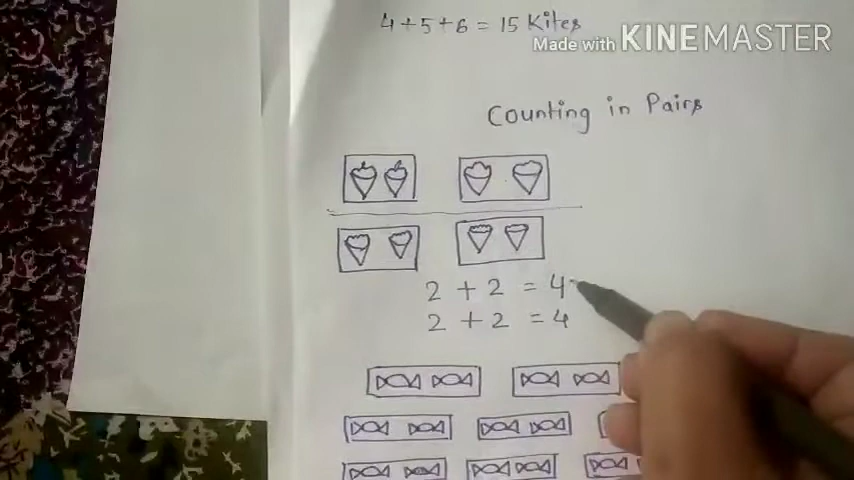 4+5+6 = 15 Kites
Made with KINEMASTER
Counting in Pairs
2 + 2 = 4
2 + 2 = 4